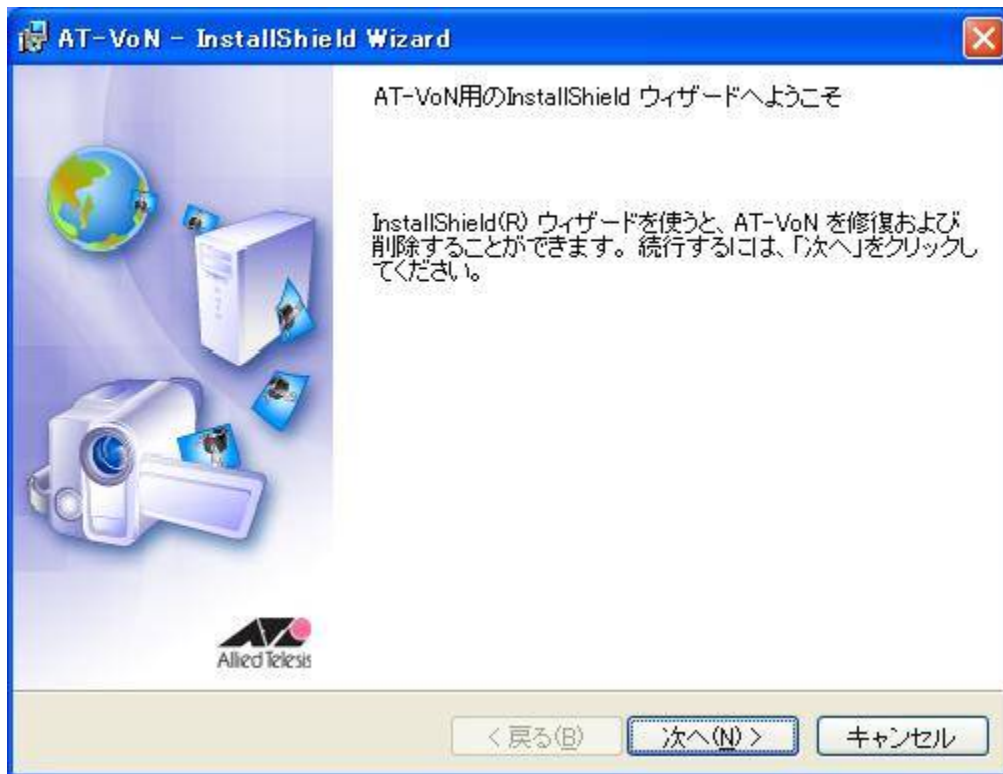 AT-VoN - InstallShield Wizard
AT-VoN用のInstallShield ウィザードへようこそ
InstallShield(R) ウィザードを使うと、AT-VoN を修復および
削除することができます。続行するには、「次へ」をクリックし
てください。
Allied Telesis
< 戻る(B)
次へ(N) >
キャンセル